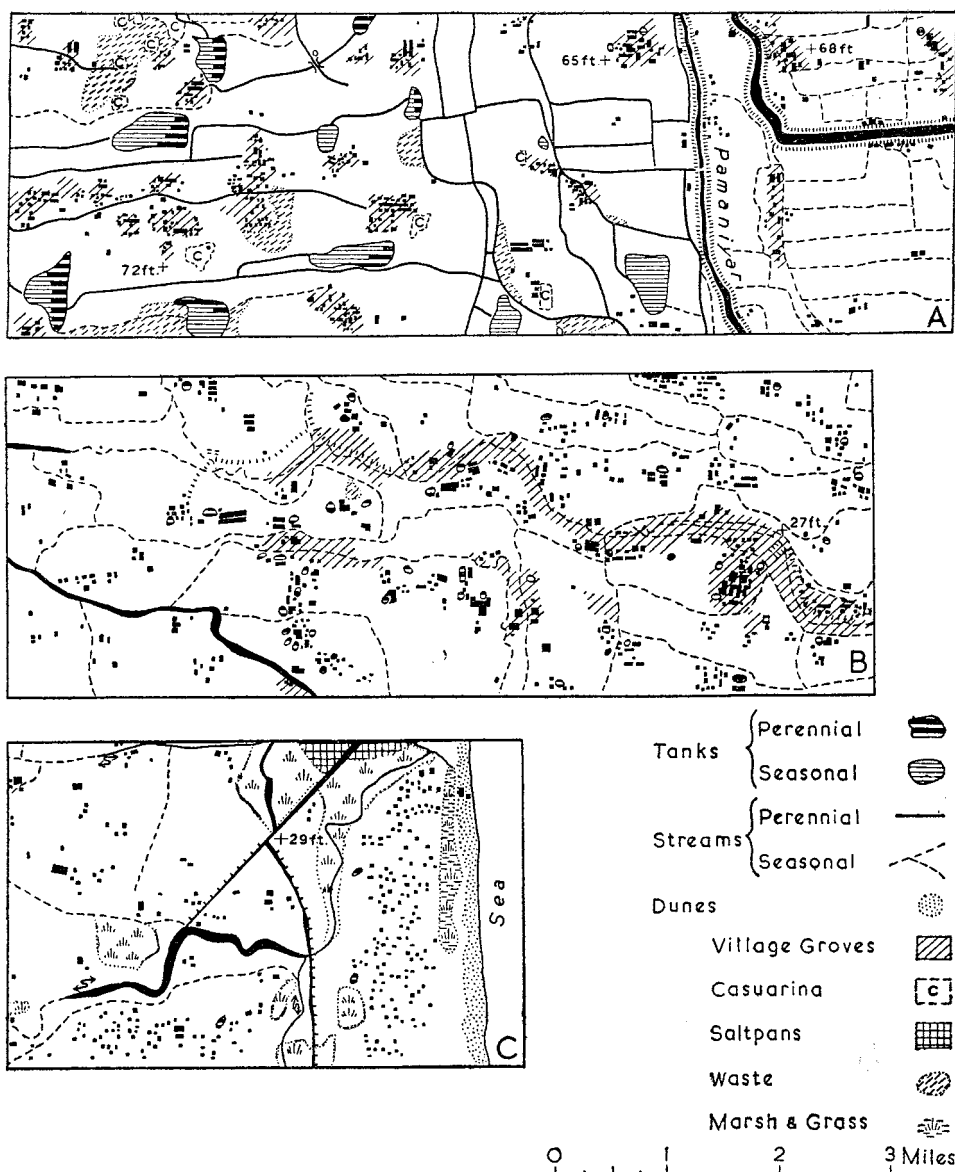 C C
C
C
C
65ft.
68ft.
C
Pamaniyar
C
C
72ft.
C
A
27ft.
B
29ft.
Sea
C
Tanks
Perennial
Seasonal
Streams
Perennial
Seasonal
Dunes
Village Groves
Casuarina C
Saltpans
Waste
Marsh & Grass
0 1 2 3 Miles